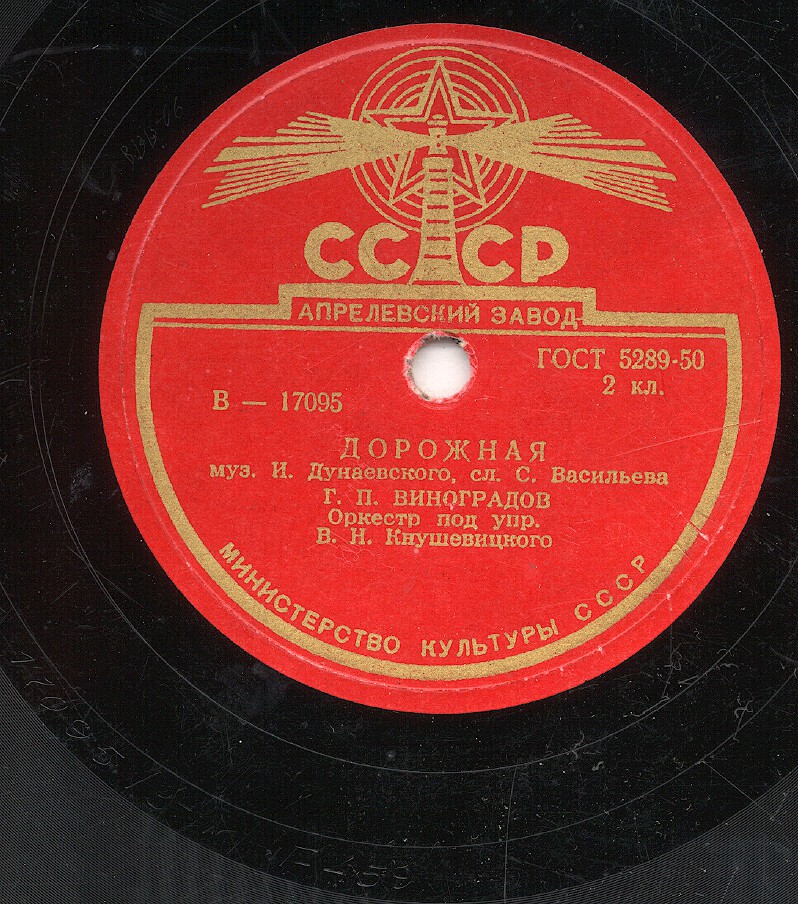 СССР
АПРЕЛЕВСКИЙ ЗАВОД
ГОСТ 5289-50
2 кл.
В — 17095
ДОРОЖНАЯ
муз. И. Дунаевского, сл. С. Васильева
Г. П. ВИНОГРАДОВ
Оркестр под упр.
В. Н. Кнушевицкого
МИНИСТЕРСТВО КУЛЬТУРЫ СССР